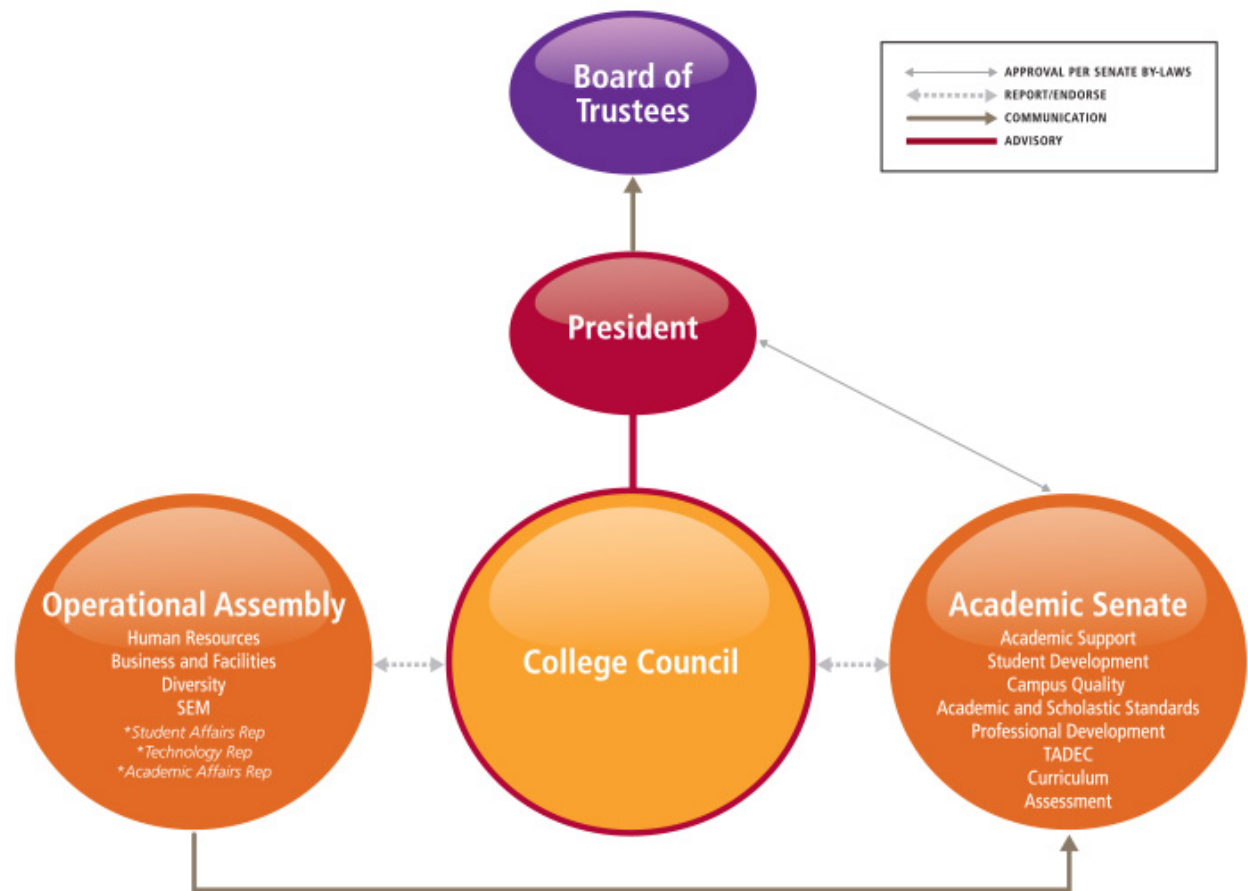 Board of
Trustees
APPROVAL PER SENATE BY-LAWS
REPORT/ENDORSE
COMMUNICATION
ADVISORY
President
Operational Assembly
Human Resources
Business and Facilities
Diversity
SEM
*Student Affairs Rep
*Technology Rep
*Academic Affairs Rep
College Council
Academic Senate
Academic Support
Student Development
Campus Quality
Academic and Scholastic Standards
Professional Development
TADEC
Curriculum
Assessment